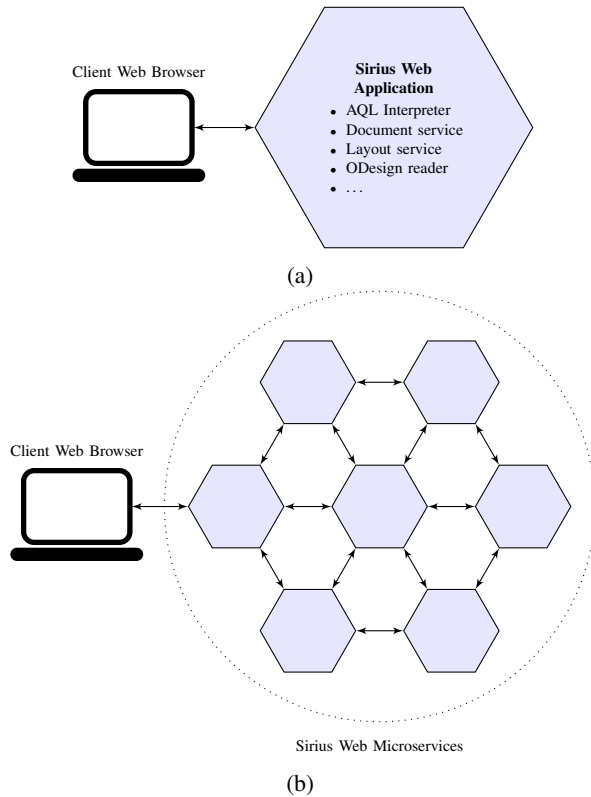 Client Web Browser
Sirius Web
Application
• AQL Interpreter
• Document service
• Layout service
• ODesign reader
• ...
(a)
Client Web Browser
Sirius Web Microservices
(b)